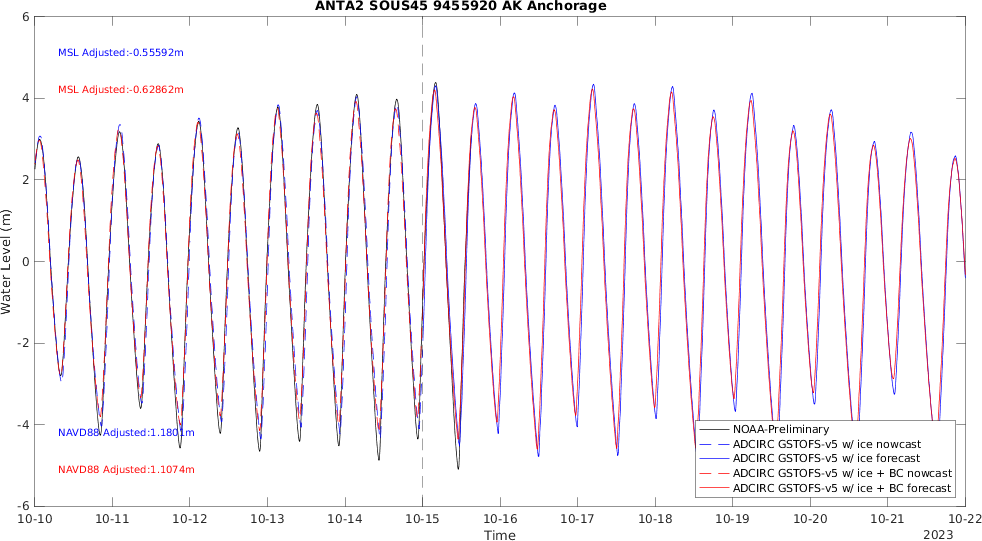 ANTA2 SOUS45 9455920 AK Anchorage
6
4
2
0
-2
-4
-6
Water Level (m)
MSL Adjusted:-0.55592m
MSL Adjusted:-0.62862m
NAVD88 Adjusted:1.1801m
NAVD88 Adjusted:1.1074m
NOAA-Preliminary
ADCIRC GSTOFS-v5 w/ ice nowcast
ADCIRC GSTOFS-v5 w/ ice forecast
ADCIRC GSTOFS-v5 w/ ice + BC nowcast
ADCIRC GSTOFS-v5 w/ ice + BC forecast
10-10 10-11 10-12 10-13 10-14 10-15 10-16 10-17 10-18 10-19 10-20 10-21 10-22
Time
2023